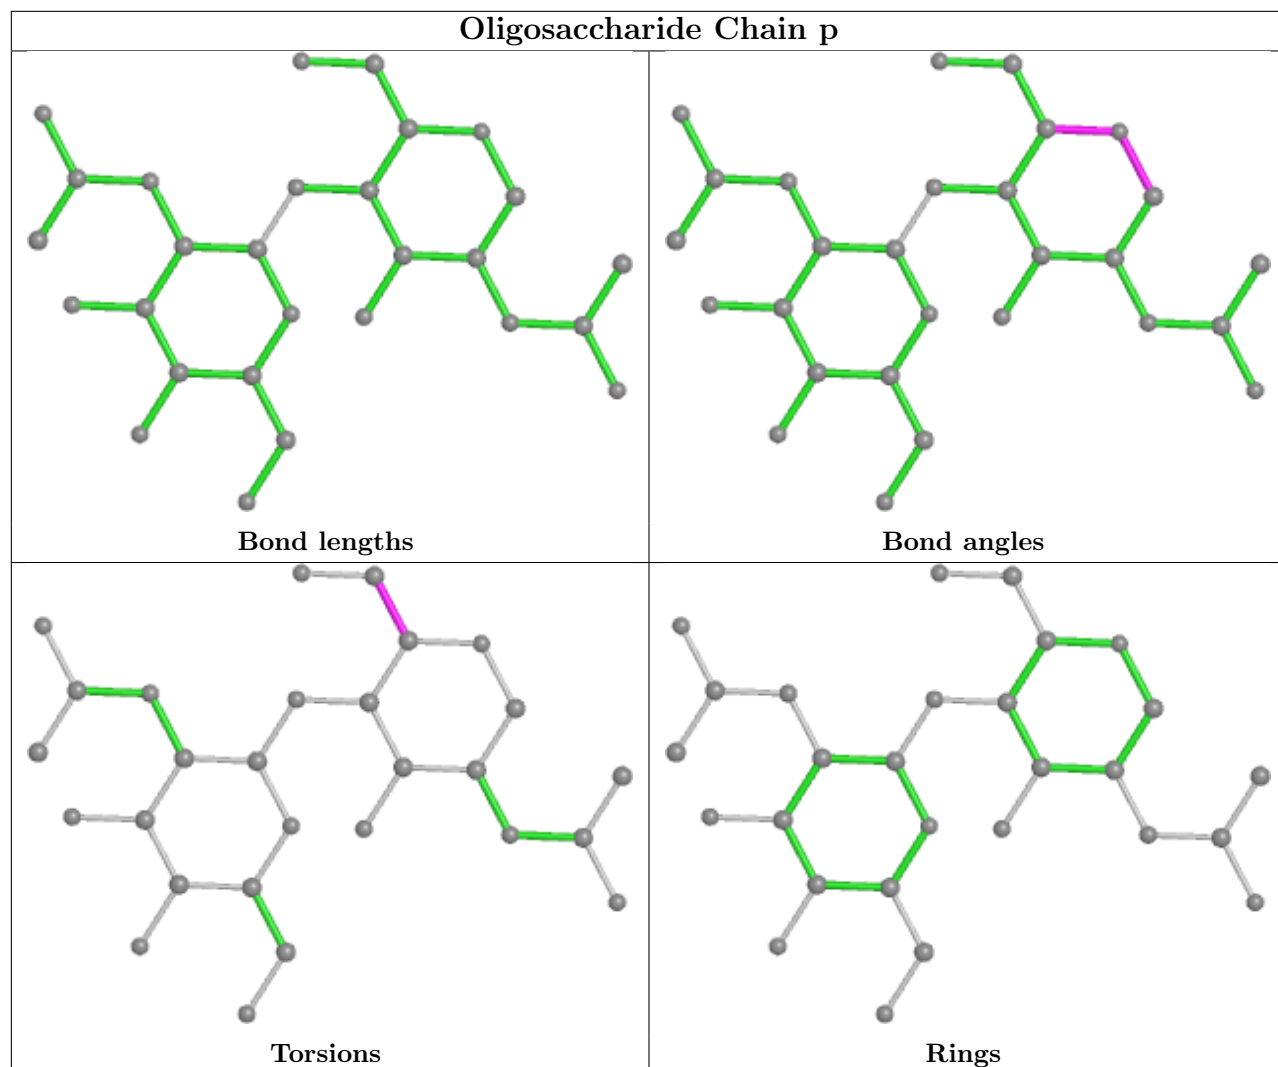 Oligosaccharide Chain p
Bond lengths
Bond angles
Torsions
Rings